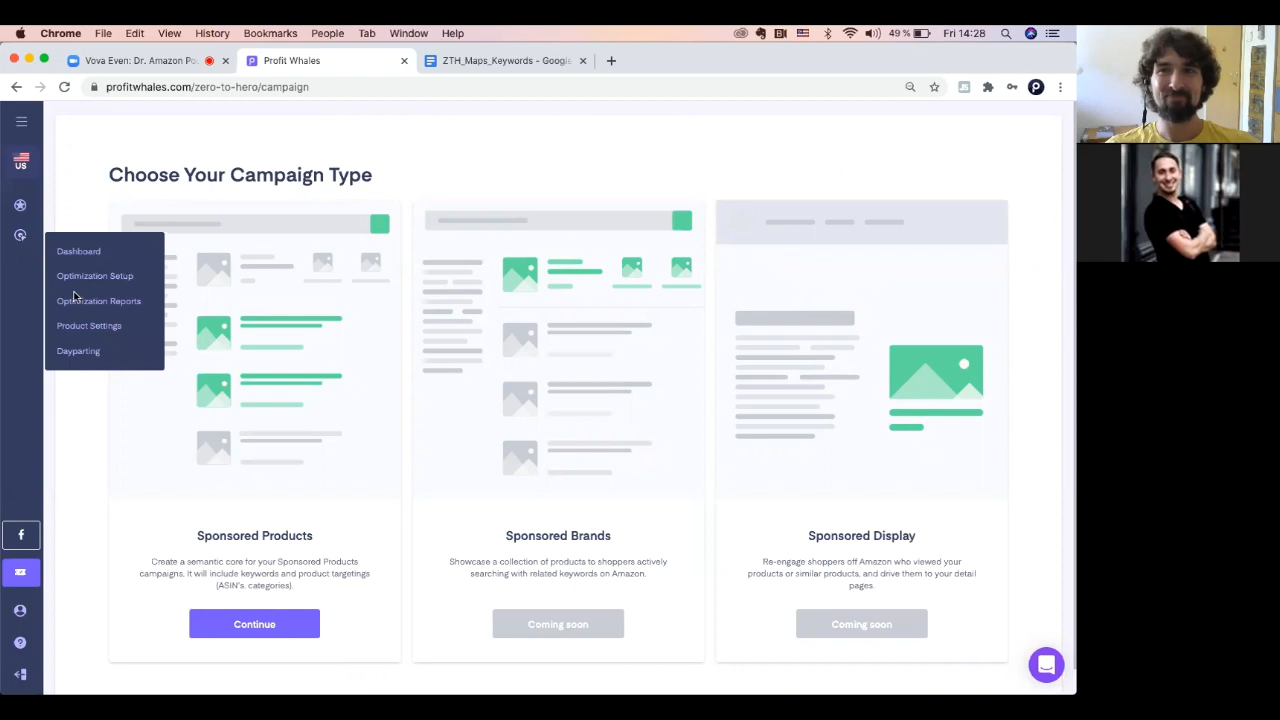 Chrome File Edit View History Bookmarks People Tab Window Help 49 % Fri 14:28
Vova Even: Dr. Amazon Po
Profit Whales
ZTH_Maps_Keywords - Google
profitwhales.com/zero-to-hero/campaign
US
Dashboard
Optimization Setup
Optimization Reports
Product Settings
Dayparting
Choose Your Campaign Type
Sponsored Products
Create a semantic core for your Sponsored Products
campaigns. It will include keywords and product targetings
(ASIN's, categories).
Continue
Sponsored Brands
Showcase a collection of products to shoppers actively
searching with related keywords on Amazon.
Coming soon
Sponsored Display
Re-engage shoppers off Amazon who viewed your
products or similar products, and drive them to your detail
pages.
Coming soon